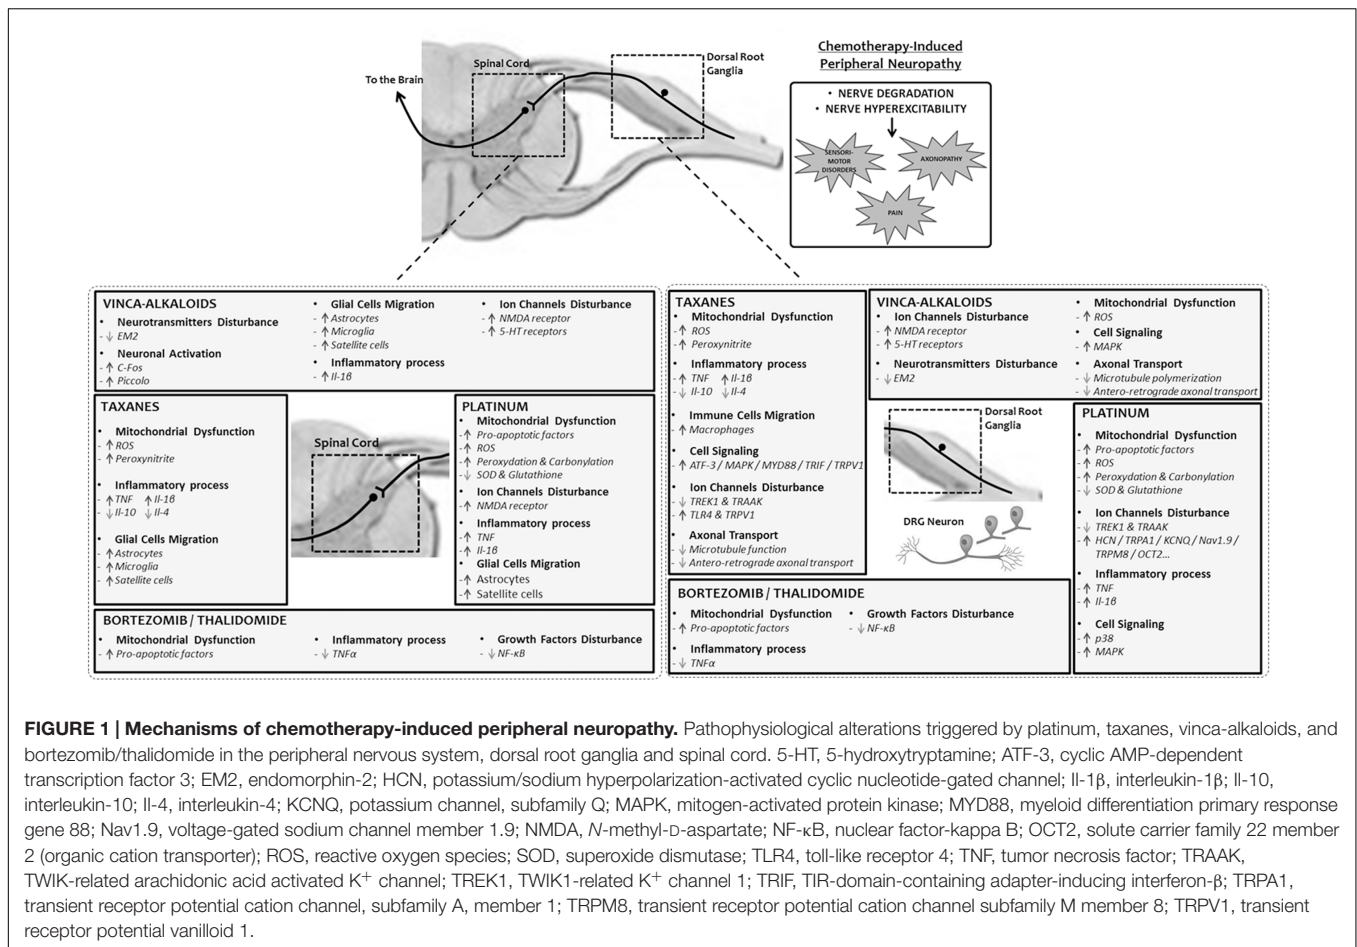 Chemotherapy-Induced
Peripheral Neuropathy
To the Brain
Spinal Cord
Dorsal Root
Ganglia
• NERVE DEGRADATION
• NERVE HYPEREXCITABILITY
SENSORI-
MOTOR
DISORDERS
AXONOPATHY
PAIN
VINCA-ALKALOIDS
• Neurotransmitters Disturbance
- ↓ EM2
• Neuronal Activation
- ↑ C-Fos
- ↑ Piccolo
• Glial Cells Migration
- ↑ Astrocytes
- ↑ Microglia
- ↑ Satellite cells
• Inflammatory process
- ↑ Il-1β
• Ion Channels Disturbance
- ↑ NMDA receptor
- ↑ 5-HT receptors
TAXANES
• Mitochondrial Dysfunction
- ↑ ROS
- ↑ Peroxynitrite
• Inflammatory process
- ↑ TNF ↑ Il-1β
- ↓ Il-10 ↓ Il-4
• Glial Cells Migration
- ↑ Astrocytes
- ↑ Microglia
- ↑ Satellite cells
Spinal Cord
PLATINUM
• Mitochondrial Dysfunction
- ↑ Pro-apoptotic factors
- ↑ ROS
- ↑ Peroxydation & Carbonylation
- ↓ SOD & Glutathione
• Ion Channels Disturbance
- ↑ NMDA receptor
• Inflammatory process
- ↑ TNF
- ↑ Il-1β
• Glial Cells Migration
- ↑ Astrocytes
- ↑ Satellite cells
BORTEZOMIB / THALIDOMIDE
• Mitochondrial Dysfunction
- ↑ Pro-apoptotic factors
• Inflammatory process
- ↓ TNFα
• Growth Factors Disturbance
- ↓ NF-κB
TAXANES
• Mitochondrial Dysfunction
- ↑ ROS
- ↑ Peroxynitrite
• Inflammatory process
- ↑ TNF ↑ Il-1β
- ↓ Il-10 ↓ Il-4
• Immune Cells Migration
- ↑ Macrophages
• Cell Signaling
- ↑ ATF-3 / MAPK / MYD88 / TRIF / TRPV1
• Ion Channels Disturbance
- ↓ TREK1 & TRAAK
- ↑ TLR4 & TRPV1
• Axonal Transport
- ↓ Microtubule function
- ↓ Antero-retrograde axonal transport
VINCA-ALKALOIDS
• Ion Channels Disturbance
- ↑ NMDA receptor
- ↑ 5-HT receptors
• Neurotransmitters Disturbance
- ↓ EM2
• Mitochondrial Dysfunction
- ↑ ROS
• Cell Signaling
- ↑ MAPK
• Axonal Transport
- ↓ Microtubule polymerization
- ↓ Antero-retrograde axonal transport
Dorsal Root
Ganglia
DRG Neuron
PLATINUM
• Mitochondrial Dysfunction
- ↑ Pro-apoptotic factors
- ↑ ROS
- ↑ Peroxydation & Carbonylation
- ↓ SOD & Glutathione
• Ion Channels Disturbance
- ↓ TREK1 & TRAAK
- ↑ HCN / TRPA1 / KCNQ / Nav1.9 /
TRPM8 / OCT2...
• Inflammatory process
- ↑ TNF
- ↑ Il-1β
• Cell Signaling
- ↑ p38
- ↑ MAPK
BORTEZOMIB / THALIDOMIDE
• Mitochondrial Dysfunction
- ↑ Pro-apoptotic factors
• Inflammatory process
- ↓ TNFα
• Growth Factors Disturbance
- ↓ NF-κB
FIGURE 1 | Mechanisms of chemotherapy-induced peripheral neuropathy. Pathophysiological alterations triggered by platinum, taxanes, vinca-alkaloids, and
bortezomib/thalidomide in the peripheral nervous system, dorsal root ganglia and spinal cord. 5-HT, 5-hydroxytryptamine; ATF-3, cyclic AMP-dependent
transcription factor 3; EM2, endomorphin-2; HCN, potassium/sodium hyperpolarization-activated cyclic nucleotide-gated channel; Il-1β, interleukin-1β; Il-10,
interleukin-10; Il-4, interleukin-4; KCNQ, potassium channel, subfamily Q; MAPK, mitogen-activated protein kinase; MYD88, myeloid differentiation primary response
gene 88; Nav1.9, voltage-gated sodium channel member 1.9; NMDA, N-methyl-D-aspartate; NF-κB, nuclear factor-kappa B; OCT2, solute carrier family 22 member
2 (organic cation transporter); ROS, reactive oxygen species; SOD, superoxide dismutase; TLR4, toll-like receptor 4; TNF, tumor necrosis factor; TRAAK,
TWIK-related arachidonic acid activated K⁺ channel; TREK1, TWIK1-related K⁺ channel 1; TRIF, TIR-domain-containing adapter-inducing interferon-β; TRPA1,
transient receptor potential cation channel, subfamily A, member 1; TRPM8, transient receptor potential cation channel subfamily M member 8; TRPV1, transient
receptor potential vanilloid 1.